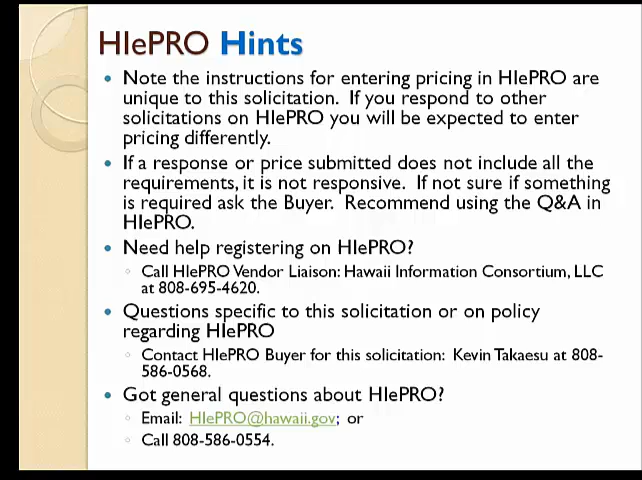 HIePRO Hints
• Note the instructions for entering pricing in HIePRO are
unique to this solicitation. If you respond to other
solicitations on HIePRO you will be expected to enter
pricing differently.
• If a response or price submitted does not include all the
requirements, it is not responsive. If not sure if something
is required ask the Buyer. Recommend using the Q&A in
HIePRO.
• Need help registering on HIePRO?
◦ Call HIePRO Vendor Liaison: Hawaii Information Consortium, LLC
at 808-695-4620.
• Questions specific to this solicitation or on policy
regarding HIePRO
◦ Contact HIePRO Buyer for this solicitation: Kevin Takaesu at 808-
586-0568.
• Got general questions about HIePRO?
◦ Email: HIePRO@hawaii.gov; or
◦ Call 808-586-0554.